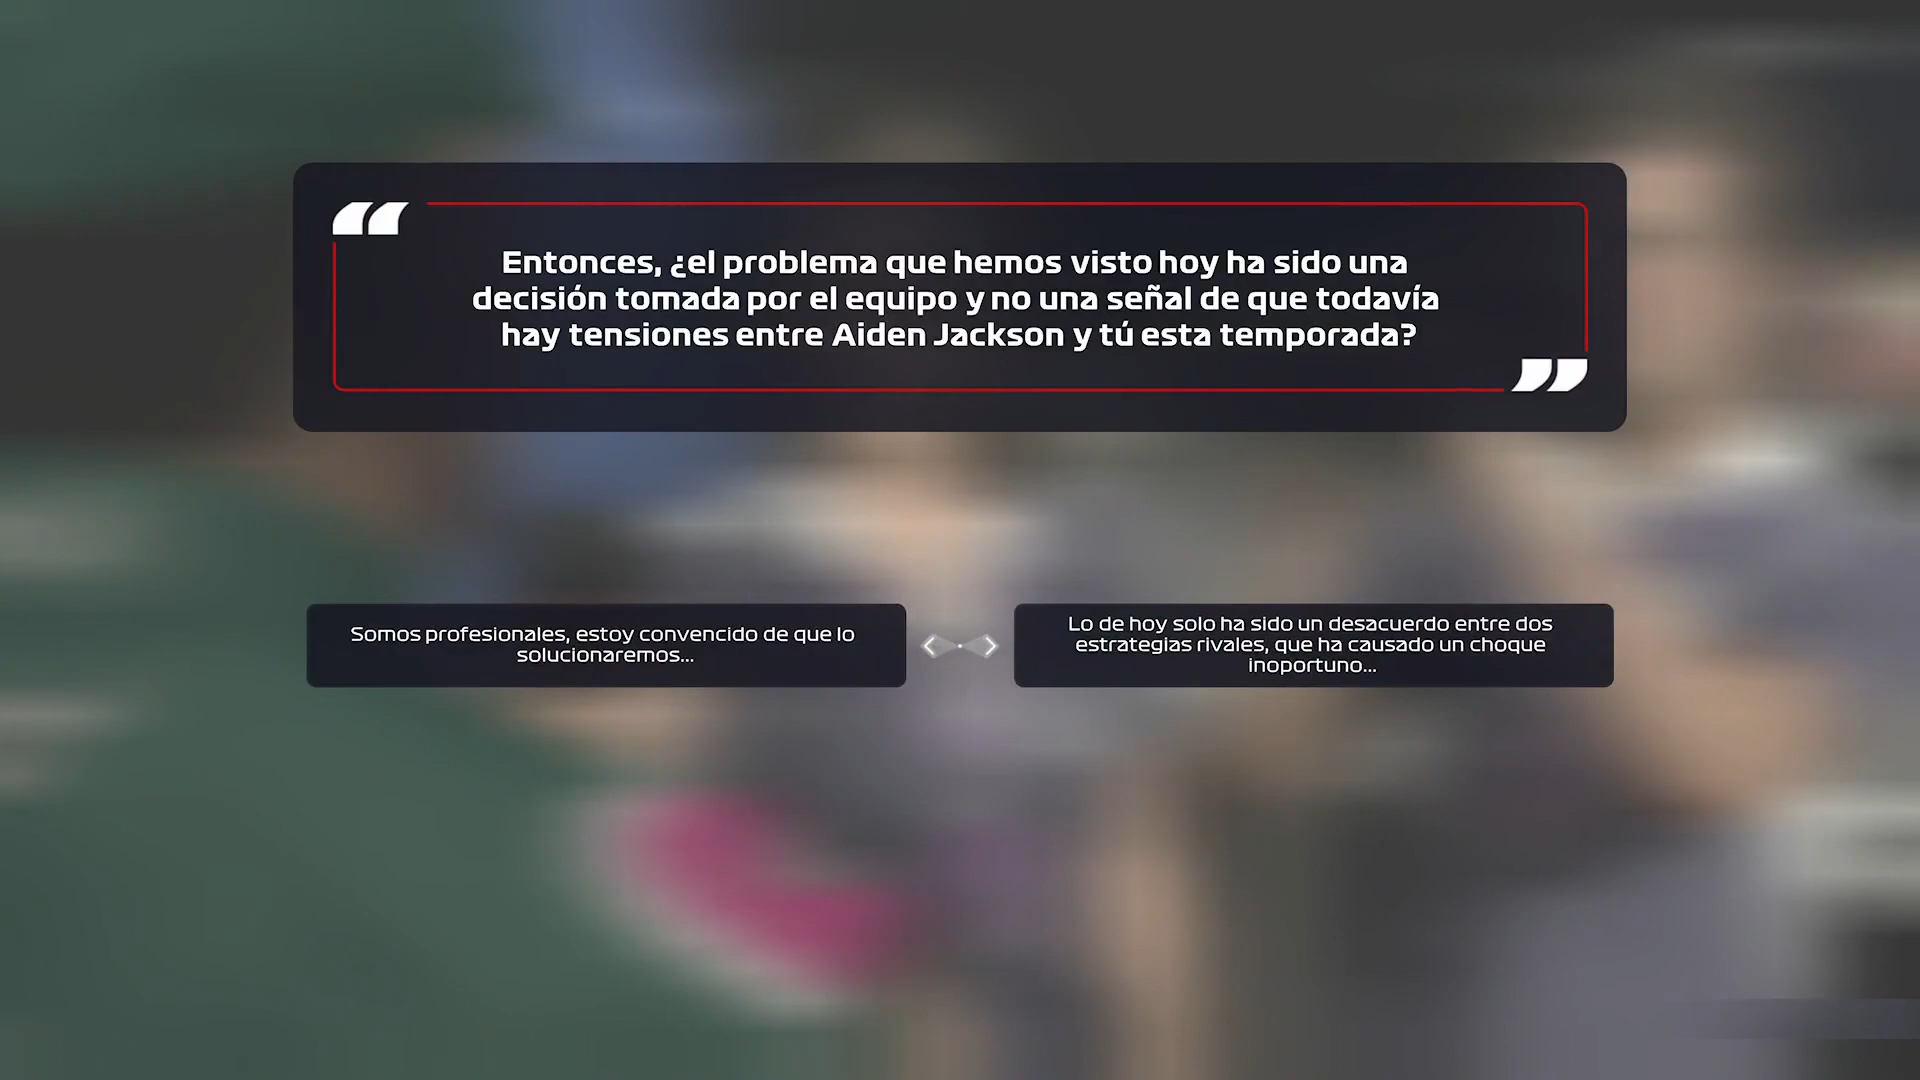 “
Entonces, ¿el problema que hemos visto hoy ha sido una
decisión tomada por el equipo y no una señal de que todavía
hay tensiones entre Aiden Jackson y tú esta temporada?
”
Somos profesionales, estoy convencido de que lo
solucionaremos...
Lo de hoy solo ha sido un desacuerdo entre dos
estrategias rivales, que ha causado un choque
inoportuno...